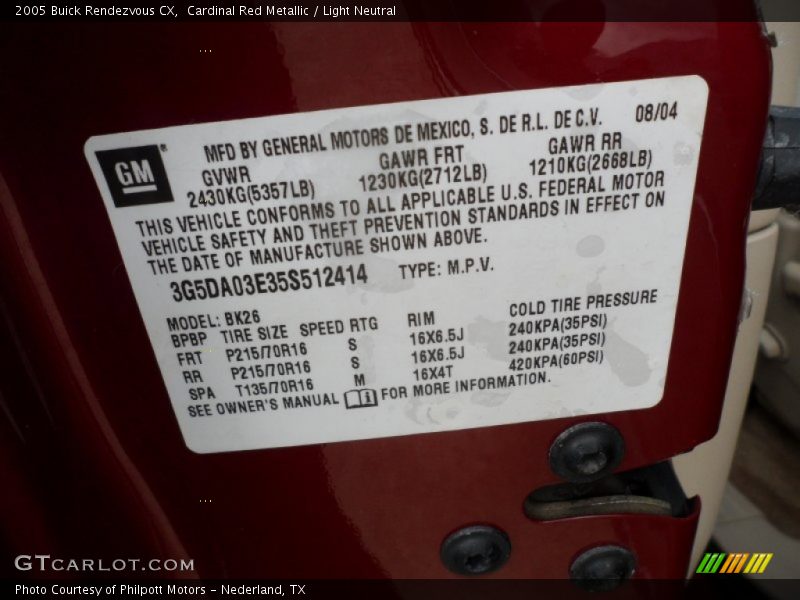 2005 Buick Rendezvous CX, Cardinal Red Metallic / Light Neutral
...
GM
MFD BY GENERAL MOTORS DE MEXICO, S. DE R.L. DE C.V. 08/04
GVWR GAWR FRT GAWR RR
2430KG(5357LB) 1230KG(2712LB) 1210KG(2668LB)
THIS VEHICLE CONFORMS TO ALL APPLICABLE U.S. FEDERAL MOTOR
VEHICLE SAFETY AND THEFT PREVENTION STANDARDS IN EFFECT ON
THE DATE OF MANUFACTURE SHOWN ABOVE.
3G5DA03E35S512414 TYPE: M.P.V.
MODEL: BK26
BPBP TIRE SIZE SPEED RTG RIM COLD TIRE PRESSURE
FRT P215/70R16 S 16X6.5J 240KPA(35PSI)
RR P215/70R16 S 16X6.5J 240KPA(35PSI)
SPA T135/70R16 M 16X4T 420KPA(60PSI)
SEE OWNER'S MANUAL FOR MORE INFORMATION.
...
GTCARLOT.COM
Photo Courtesy of Philpott Motors - Nederland, TX